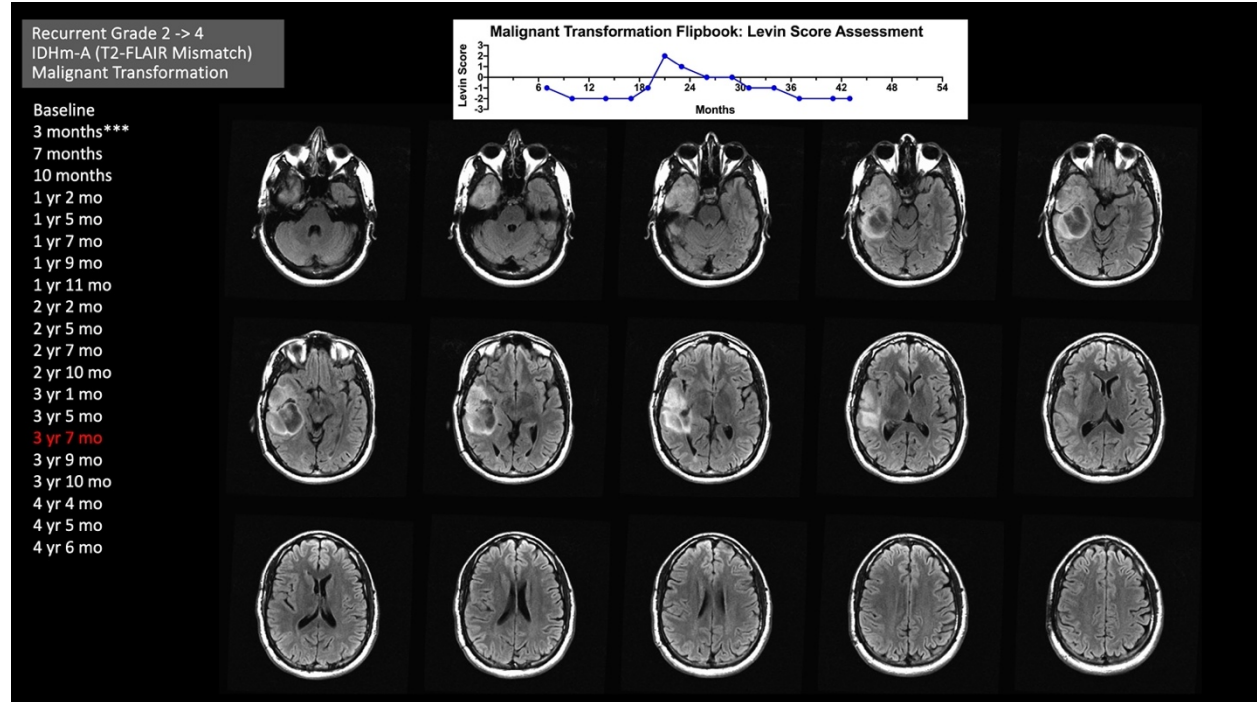 Recurrent Grade 2 -> 4
IDHm-A (T2-FLAIR Mismatch)
Malignant Transformation
Malignant Transformation Flipbook: Levin Score Assessment
Levin Score
3
2
1
0
-1
-2
-3
6 12 18 24 30 36 42 48 54
Months
Baseline
3 months***
7 months
10 months
1 yr 2 mo
1 yr 5 mo
1 yr 7 mo
1 yr 9 mo
1 yr 11 mo
2 yr 2 mo
2 yr 5 mo
2 yr 7 mo
2 yr 10 mo
3 yr 1 mo
3 yr 5 mo
3 yr 7 mo
3 yr 9 mo
3 yr 10 mo
4 yr 4 mo
4 yr 5 mo
4 yr 6 mo